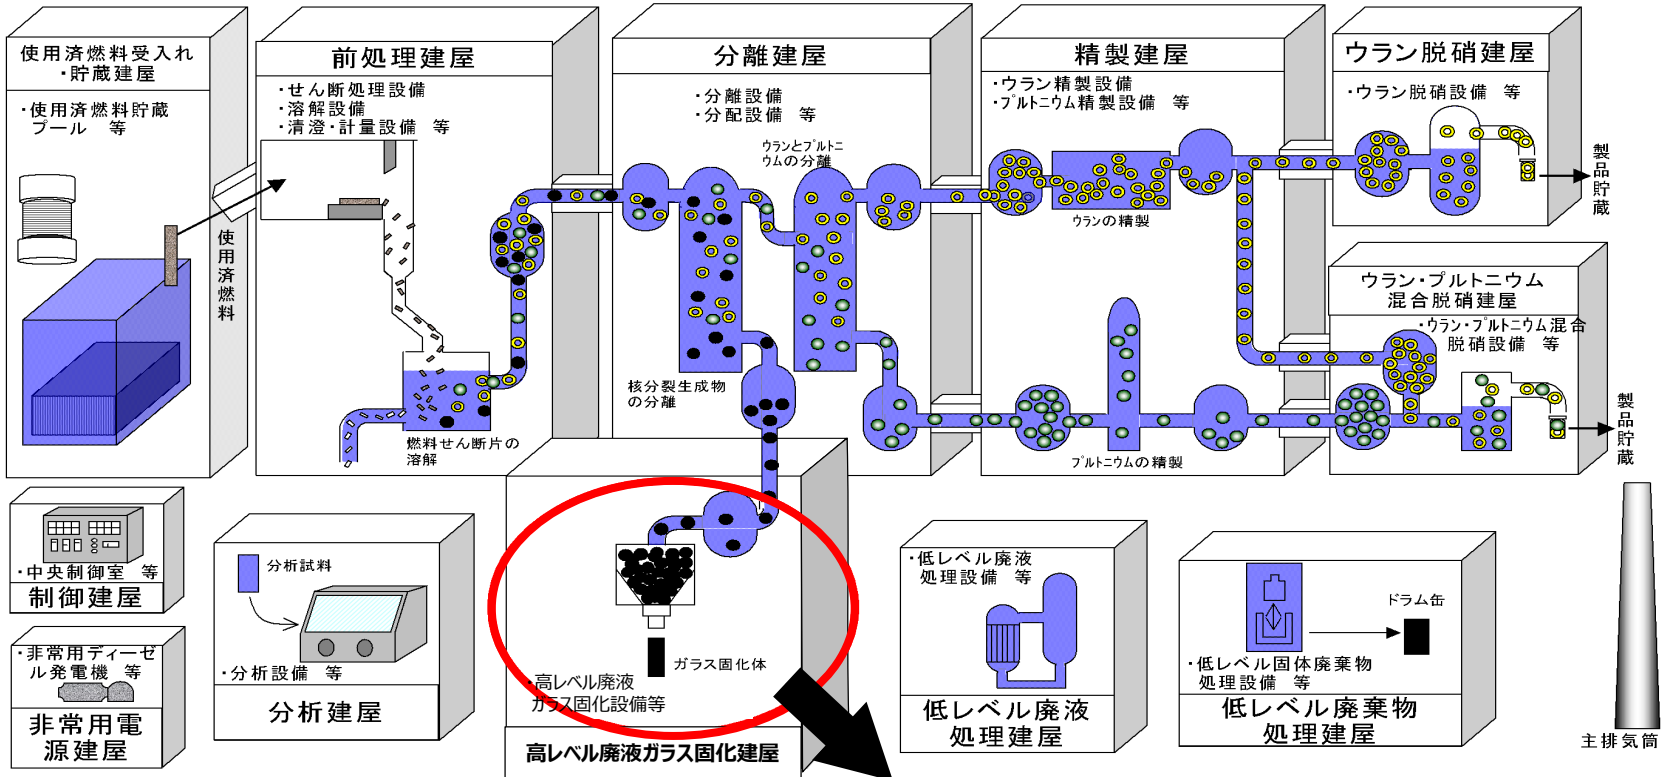 使用済燃料受入れ
・貯蔵建屋
・使用済燃料貯蔵
プール 等
使用済燃料
前処理建屋
・せん断処理設備
・溶解設備
・清澄・計量設備 等
燃料せん断片の
溶解
分離建屋
・分離設備
・分配設備 等
ウランとプルトニ
ウムの分離
核分裂生成物
の分離
精製建屋
・ウラン精製設備
・プルトニウム精製設備 等
ウランの精製
プルトニウムの精製
ウラン脱硝建屋
・ウラン脱硝設備 等
製品貯蔵
ウラン・プルトニウム
混合脱硝建屋
・ウラン・プルトニウム混合
脱硝設備 等
製品貯蔵
・中央制御室 等
制御建屋
・非常用ディーゼ
ル発電機 等
非常用電
源建屋
分析試料
・分析設備 等
分析建屋
ガラス固化体
・高レベル廃液
ガラス固化設備等
高レベル廃液ガラス固化建屋
・低レベル廃液
処理設備 等
低レベル廃液
処理建屋
ドラム缶
・低レベル固体廃棄物
処理設備 等
低レベル廃棄物
処理建屋
主排気筒